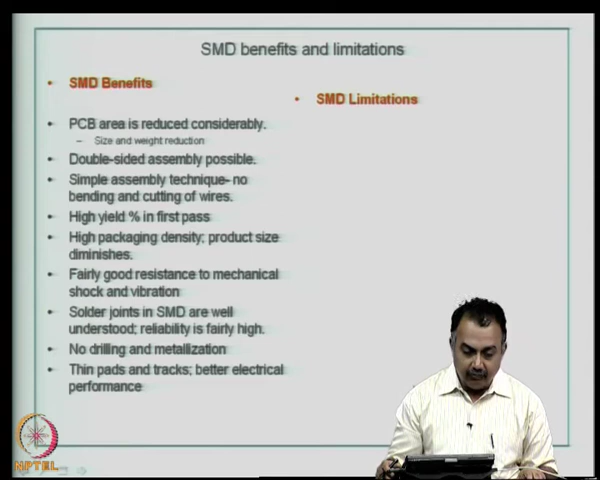 SMD benefits and limitations
• SMD Benefits
• SMD Limitations
• PCB area is reduced considerably.
– Size and weight reduction
• Double-sided assembly possible.
• Simple assembly technique- no
bending and cutting of wires.
• High yield % in first pass
• High packaging density; product size
diminishes.
• Fairly good resistance to mechanical
shock and vibration
• Solder joints in SMD are well
understood; reliability is fairly high.
• No drilling and metallization
• Thin pads and tracks; better electrical
performance
NPTEL